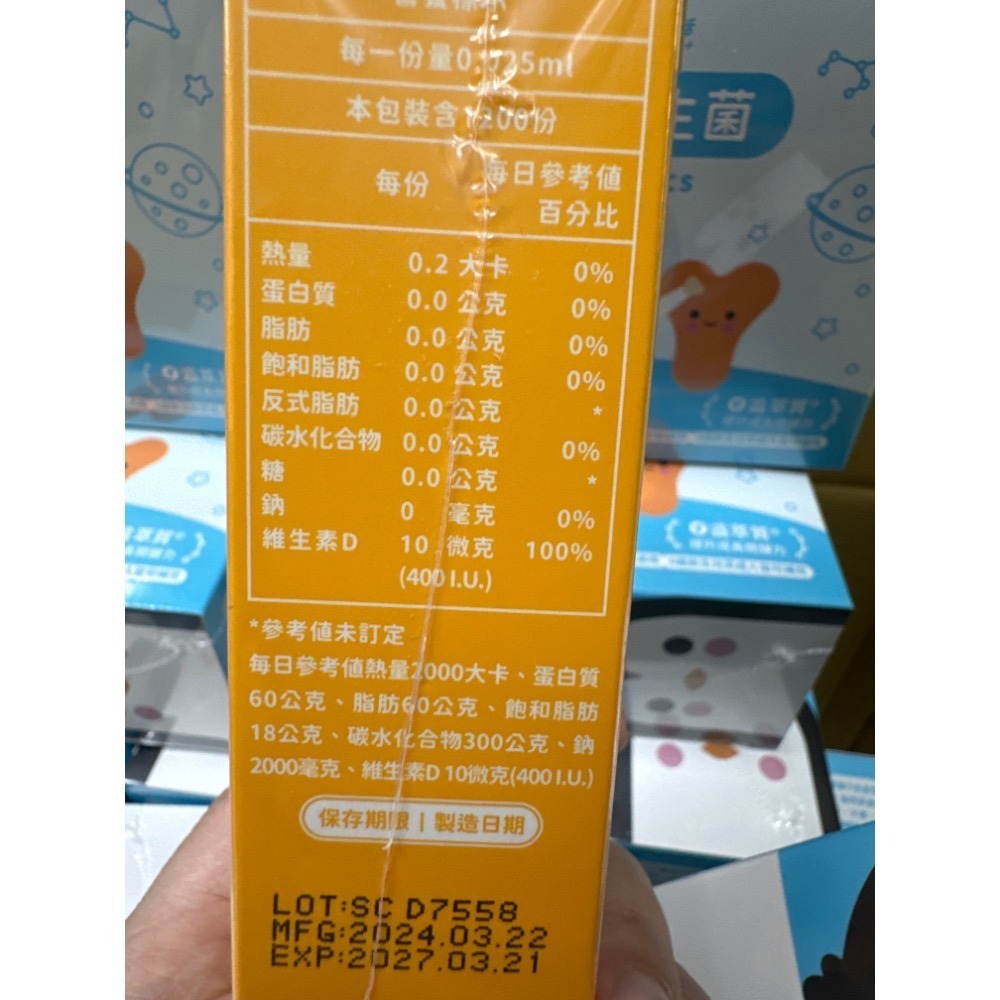 營養標示
每一份量0.025ml
本包裝含1200份
每份
每日參考值
百分比
熱量 0.2 大卡 0%
蛋白質 0.0 公克 0%
脂肪 0.0 公克 0%
飽和脂肪 0.0 公克 0%
反式脂肪 0.0 公克 *
碳水化合物 0.0 公克 0%
糖 0.0 公克 *
鈉 0 毫克 0%
維生素D 10 微克 100%
(400 I.U.)
*參考值未訂定
每日參考值熱量2000大卡、蛋白質
60公克、脂肪60公克、飽和脂肪
18公克、碳水化合物300公克、鈉
2000毫克、維生素D 10微克(400 I.U.)
保存期限 | 製造日期
LOT:SC D7558
MFG:2024.03.22
EXP:2027.03.21
生菌